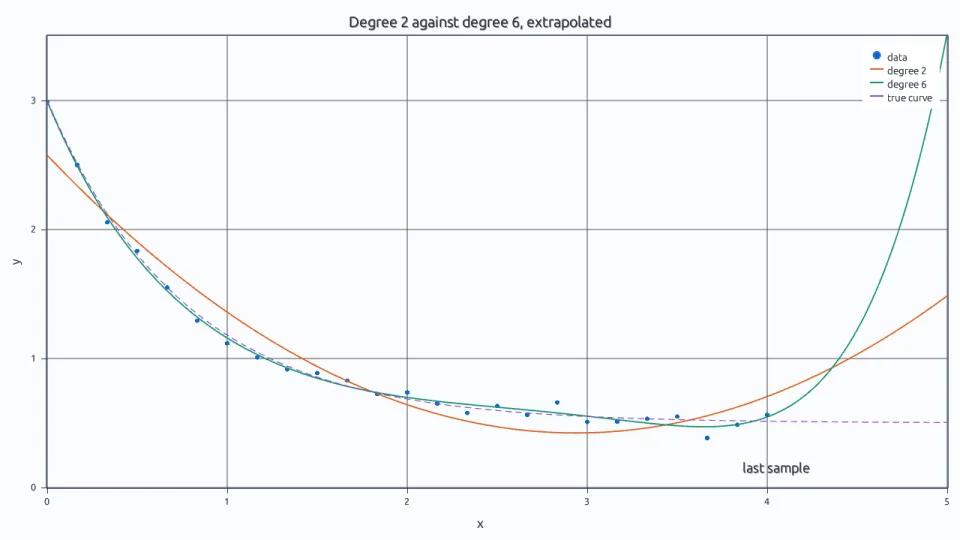 Degree 2 against degree 6, extrapolated
data
degree 2
degree 6
true curve
3
2
y
1
last sample
0
0 1 2 3 4 5
x